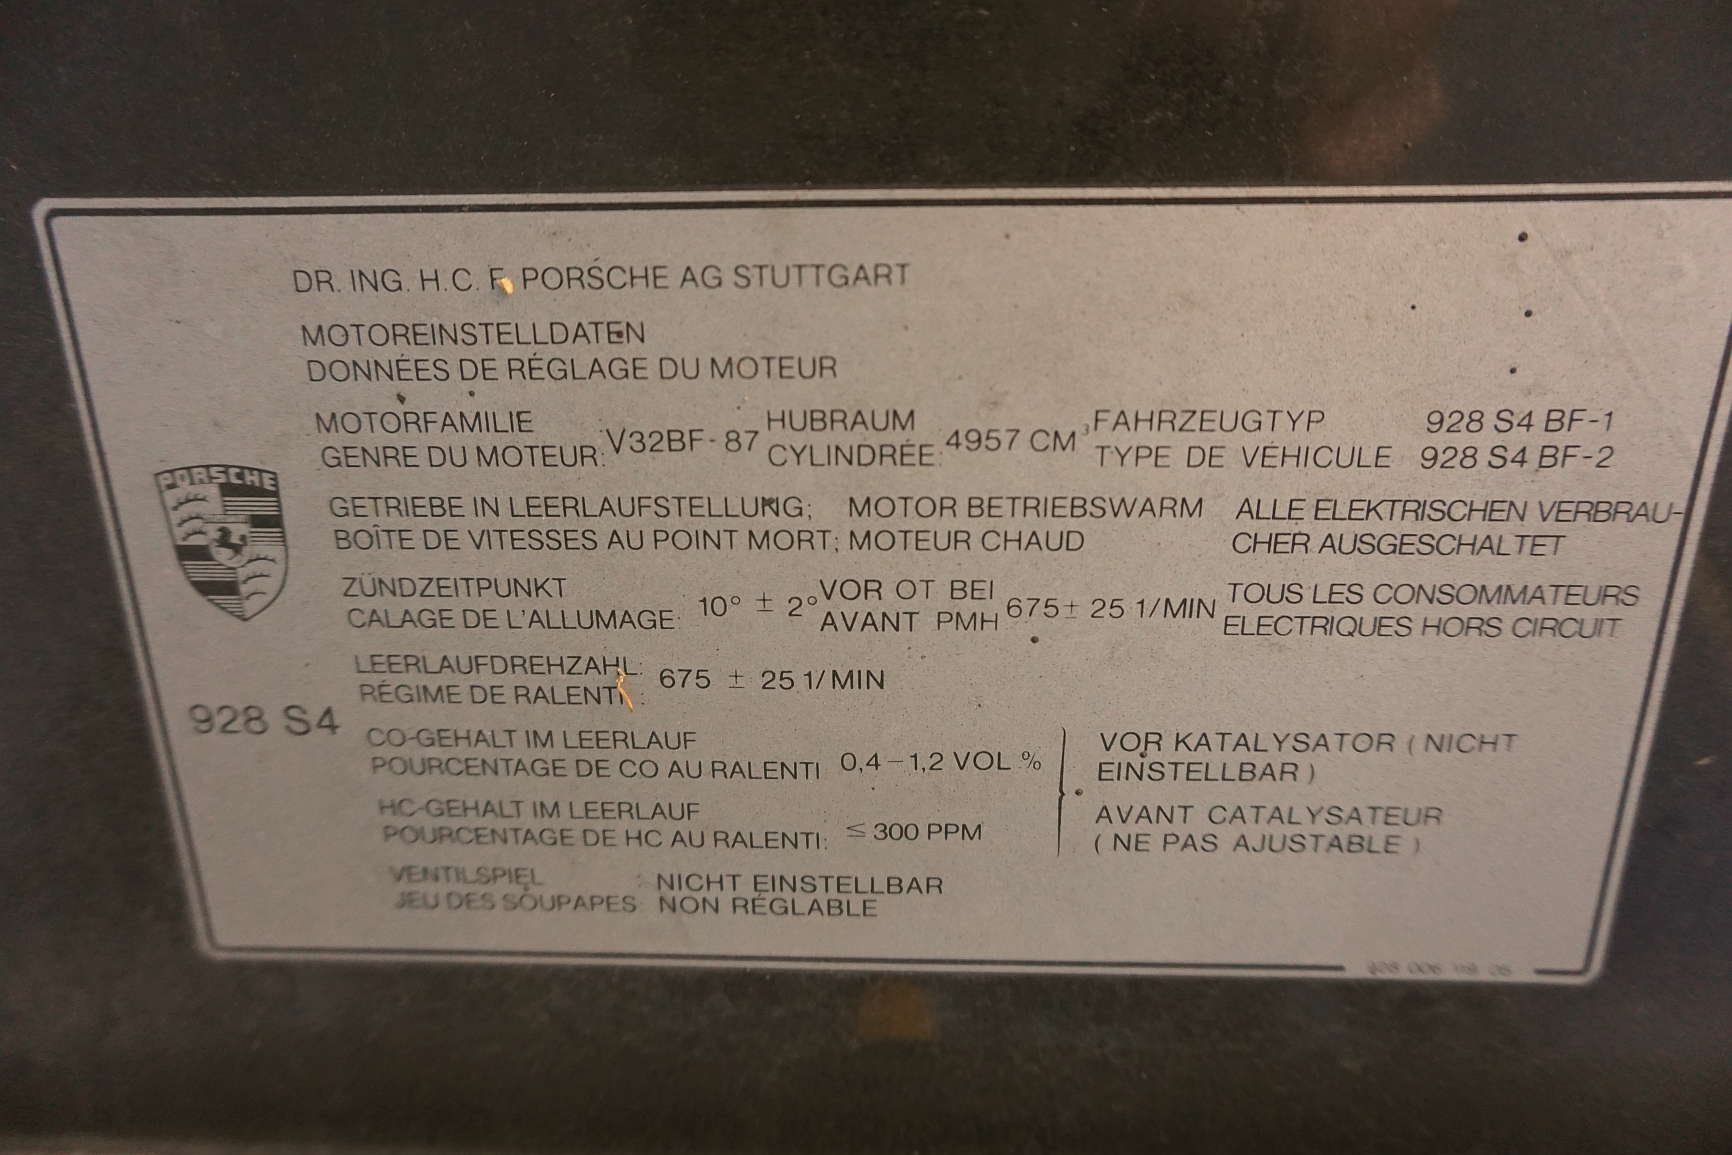 DR. ING. H.C. F. PORSCHE AG STUTTGART
MOTOREINSTELLDATEN
DONNÉES DE RÉGLAGE DU MOTEUR
MOTORFAMILIE
GENRE DU MOTEUR: V32BF-87
HUBRAUM
CYLINDRÉE: 4957 CM³
FAHRZEUGTYP 928 S4 BF-1
TYPE DE VÉHICULE 928 S4 BF-2
PORSCHE
GETRIEBE IN LEERLAUFSTELLUNG; MOTOR BETRIEBSWARM
BOÎTE DE VITESSES AU POINT MORT; MOTEUR CHAUD
ALLE ELEKTRISCHEN VERBRAU-
CHER AUSGESCHALTET
ZÜNDZEITPUNKT
CALAGE DE L'ALLUMAGE: 10° ± 2°
VOR OT BEI
AVANT PMH 675± 25 1/MIN
TOUS LES CONSOMMATEURS
ELECTRIQUES HORS CIRCUIT
LEERLAUFDREHZAHL:
RÉGIME DE RALENTI: 675 ± 25 1/MIN
928 S4
CO-GEHALT IM LEERLAUF
POURCENTAGE DE CO AU RALENTI 0,4–1,2 VOL %
HC-GEHALT IM LEERLAUF
POURCENTAGE DE HC AU RALENTI: ≤ 300 PPM
VOR KATALYSATOR (NICHT
EINSTELLBAR)
AVANT CATALYSATEUR
(NE PAS AJUSTABLE)
VENTILSPIEL : NICHT EINSTELLBAR
JEU DES SOUPAPES NON RÉGLABLE